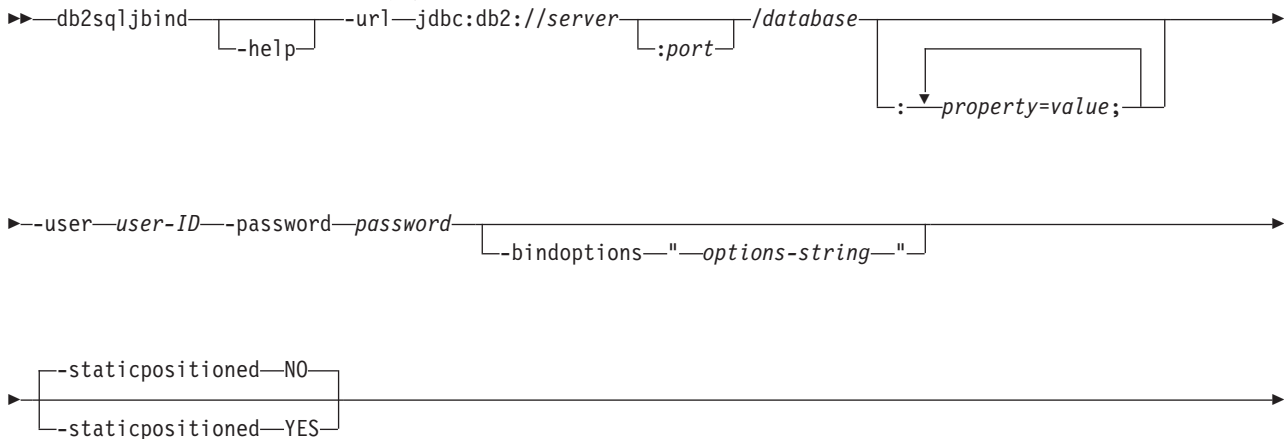 db2sqljbind -url jdbc:db2://server /database
-help :port
: property=value;
-user user-ID -password password
-bindoptions " options-string "
-staticpositioned NO
-staticpositioned YES